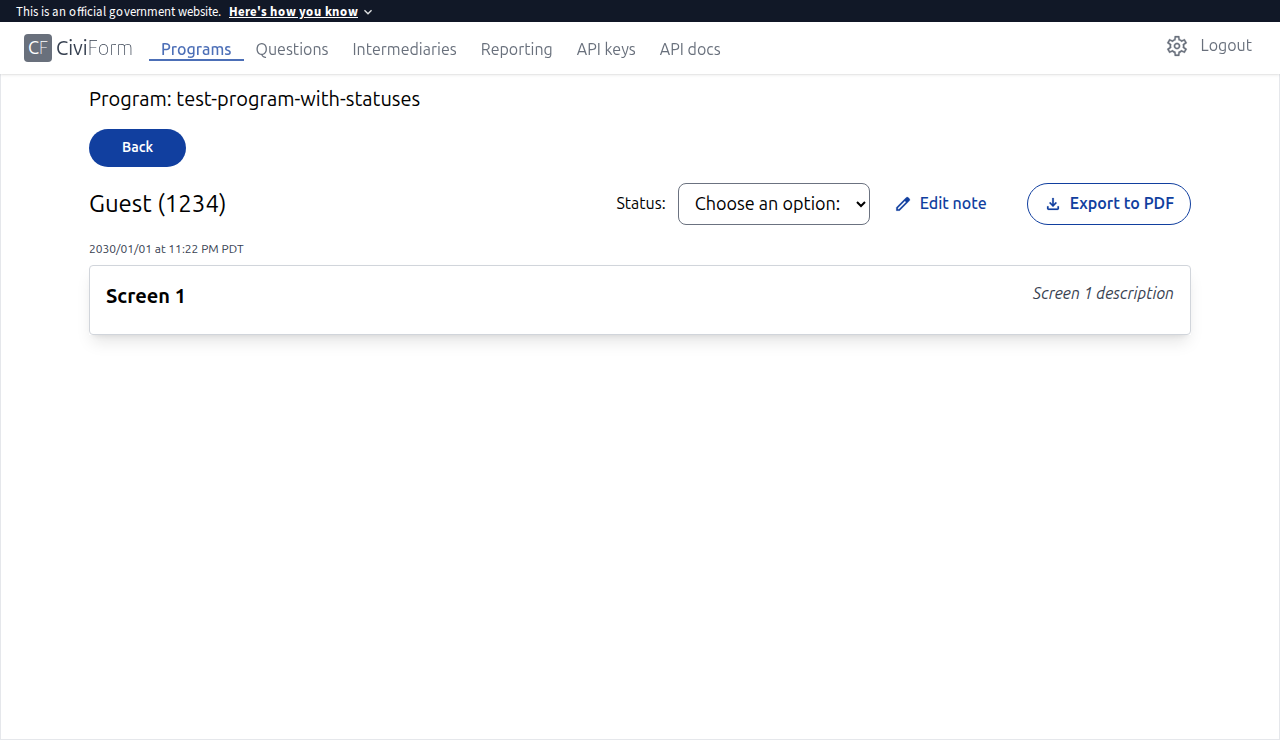 This is an official government website. Here's how you know
CF CiviForm Programs Questions Intermediaries Reporting API keys API docs Logout
Program: test-program-with-statuses
Back
Guest (1234) Status: Choose an option: Edit note Export to PDF
2030/01/01 at 11:22 PM PDT
Screen 1 Screen 1 description